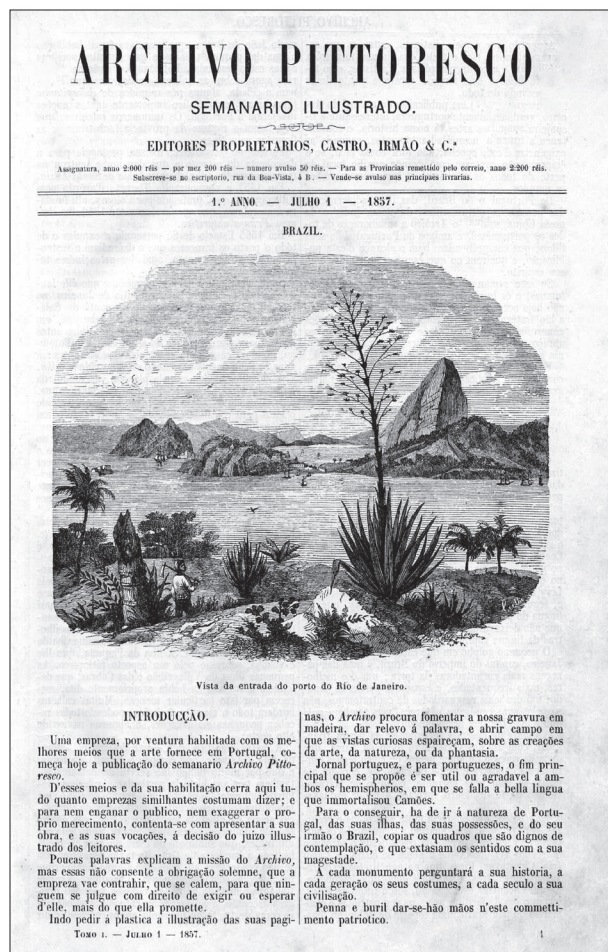 ARCHIVO PITTORESCO
SEMANARIO ILLUSTRADO.
EDITORES PROPRIETARIOS, CASTRO, IRMÃO & C.ª
Assignatura, anno 2:000 réis — por mez 200 réis — numero avulso 50 réis. — Para as Provincias remettido pelo correio, anno 2:200 réis.
Subscreve-se no escriptorio, rua da Boa-Vista, 4 B. — Vende-se avulso nas principaes livrarias.
1.º ANNO — JULHO 1 — 1857.
BRAZIL.
Vista da entrada do porto do Rio de Janeiro.
INTRODUCÇÃO.
Uma empreza, por ventura habilitada com os me-
lhores meios que a arte fornece em Portugal, co-
meça hoje a publicação do semanario Archivo Pitto-
resco.
D'esses meios e da sua habilitação cerra aqui tu-
do quanto emprezas similhantes costumam dizer; e
para nem enganar o publico, nem exaggerar o pro-
prio merecimento, contenta-se com apresentar a sua
obra, e as suas vocações, á decisão do juizo illus-
trado dos leitores.
Poucas palavras explicam a missão do Archivo,
mas essas não consente a obrigação solemne, que a
empreza vae contrahir, que se calem, para que nin-
guem se julgue com direito de exigir ou esperar
d'elle, mais do que ella promette.
Indo pedir á plastica a illustração das suas pagi-
nas, o Archivo procura fomentar a nossa gravura em
madeira, dar relevo á palavra, e abrir campo em
que as vistas curiosas espaireçam, sobre as creações
da arte, da natureza, ou da phantasia.
Jornal portuguez, e para portuguezes, o fim prin-
cipal que se propõe é ser util ou agradavel a am-
bos os hemispherios, em que se falla a bella lingua
que immortalisou Camões.
Para o conseguir, ha de ir á natureza de Portu-
gal, das suas ilhas, das suas possessões, e do seu
irmão o Brazil, copiar os quadros que são dignos de
contemplação, e que extasiam os sentidos com a sua
magestade.
A cada monumento perguntará a sua historia, a
cada geração os seus costumes, a cada seculo a sua
civilisação.
Penna e buril dar-se-hão mãos n'este commetti-
mento patriotico.
TOMO I. — JULHO 1 — 1857.
1